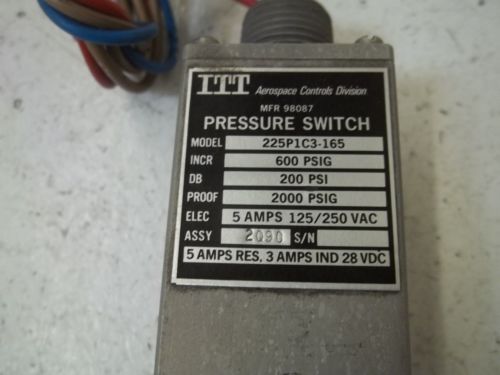 ITT Aerospace Controls Division
MFR 98087
PRESSURE SWITCH
MODEL 225P1C3-165
INCR 600 PSIG
DB 200 PSI
PROOF 2000 PSIG
ELEC 5 AMPS 125/250 VAC
ASSY 2090 S/N
5 AMPS RES, 3 AMPS IND 28 VDC